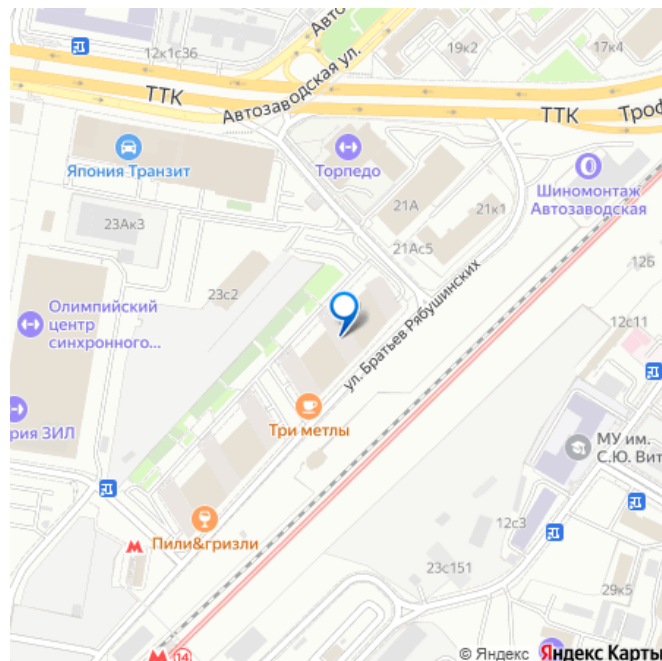 12к1с36
Авто
19к2
17к4
ТТК
Автозаводская ул.
ТТК
Троф
Япония Транзит
Торпедо
Шиномонтаж
Автозаводская
23Ак3
21А
21к1
21Ас5
12Б
23с2
Олимпийский
центр
синхронного...
ул. Братьев Рябушинских
12с11
Три метлы
рия ЗИЛ
МУ им.
С.Ю. Вит
Пили&гризли
12с3
23с151
29к5
14
© Яндекс Яндекс Карты